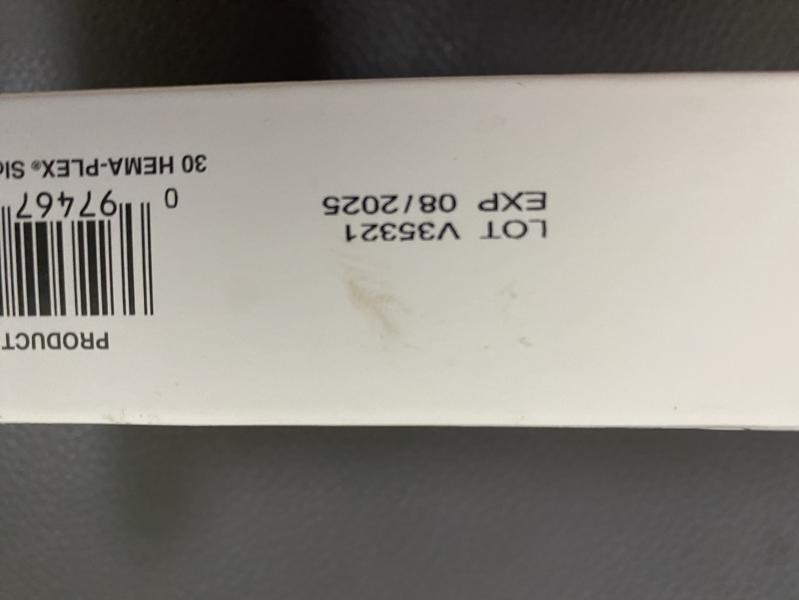 PRODUCT
LOT V35321
EXP 08/2025
0 97467
30 HEMA-PLEX®